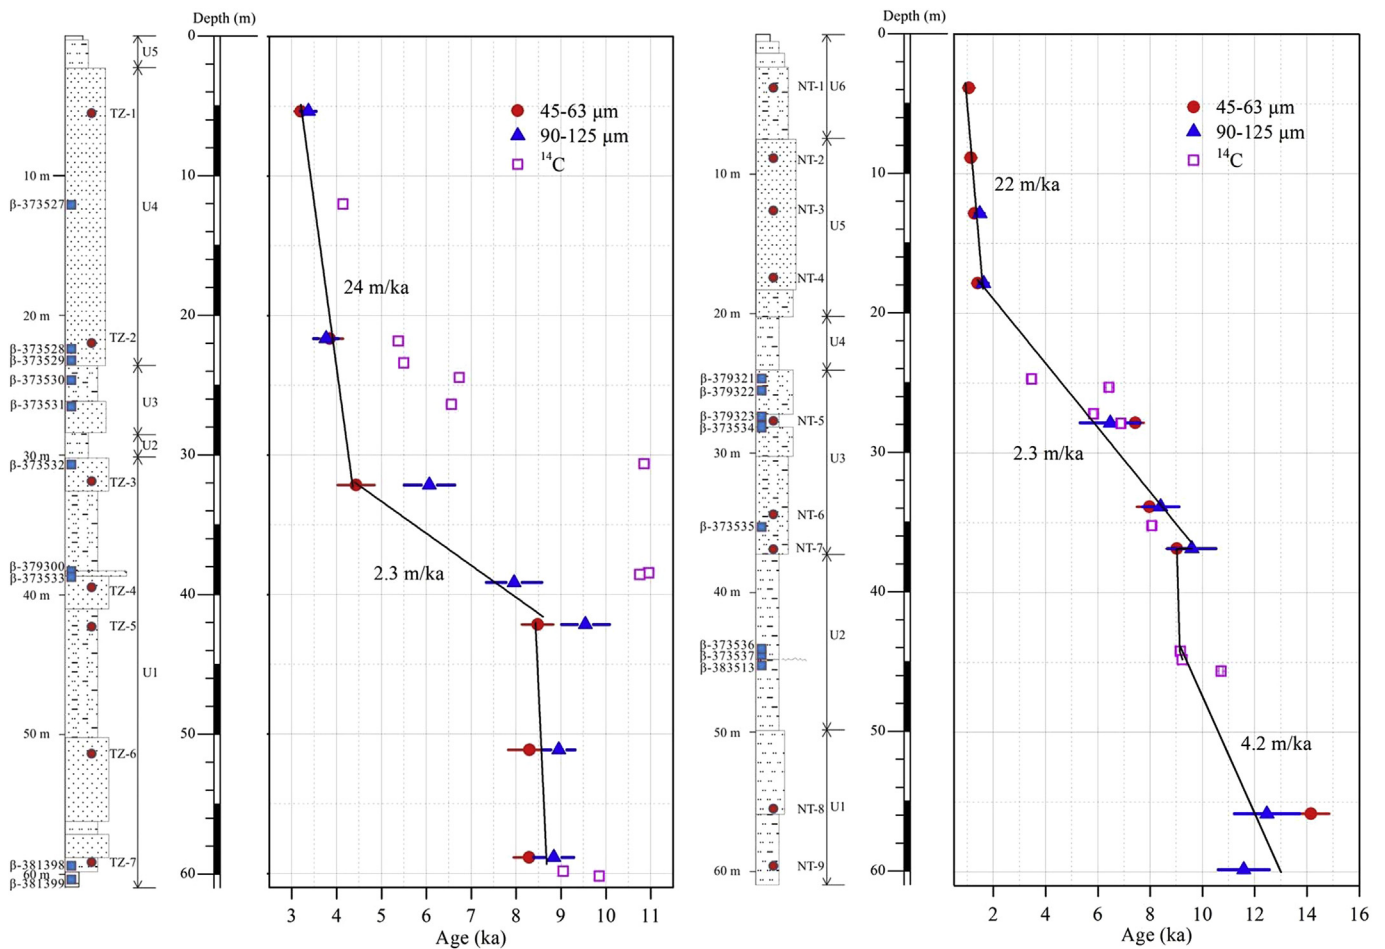 Depth (m)
0
U5
TZ-1
10 m
β-373527
U4
20 m
TZ-2
β-373528
β-373529
β-373530
β-373531
U3
U2
30 m
β-373532
TZ-3
β-379300
β-373533
TZ-4
40 m
TZ-5
U1
50 m
TZ-6
TZ-7
β-381398
60 m
β-381399
10
20
30
40
50
60
45-63 μm
90-125 μm
14C
24 m/ka
2.3 m/ka
3 4 5 6 7 8 9 10 11
Age (ka)
Depth (m)
0
NT-1
U6
NT-2
10 m
NT-3
U5
NT-4
20 m
U4
β-379321
β-379322
β-379323
β-373534
NT-5
30 m
U3
NT-6
β-373535
NT-7
40 m
U2
β-373536
β-373537
β-383513
50 m
NT-8
U1
NT-9
60 m
10
20
30
40
50
60
45-63 μm
90-125 μm
14C
22 m/ka
2.3 m/ka
4.2 m/ka
2 4 6 8 10 12 14 16
Age (ka)